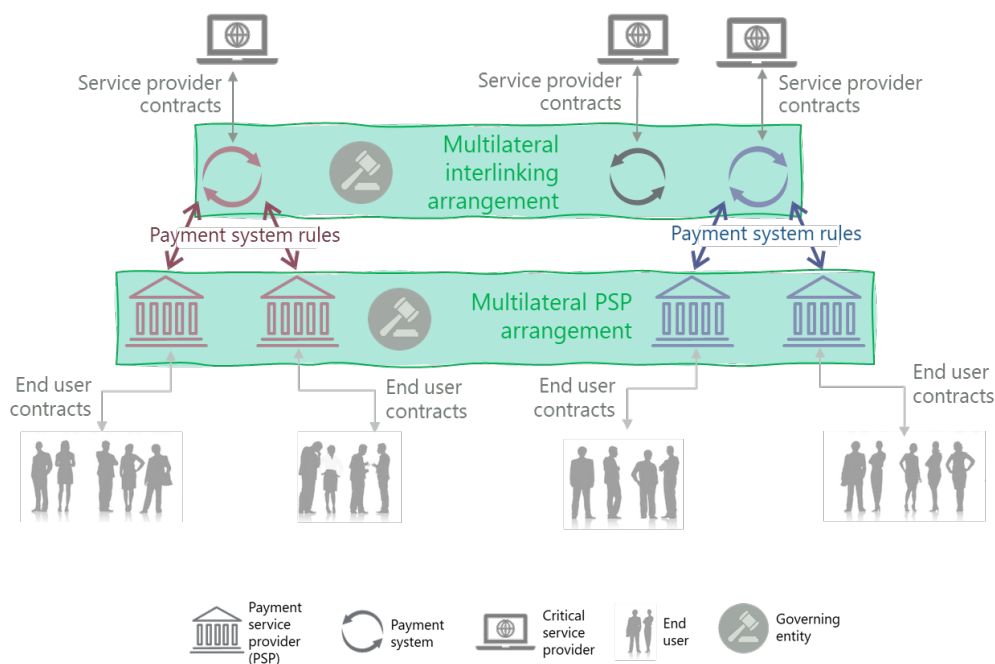 Service provider
contracts
Service provider
contracts
Service provider
contracts
Multilateral
interlinking
arrangement
Payment system rules
Payment system rules
Multilateral PSP
arrangement
End user
contracts
End user
contracts
End user
contracts
End user
contracts
Payment
service
provider
(PSP)
Payment
system
Critical
service
provider
End
user
Governing
entity